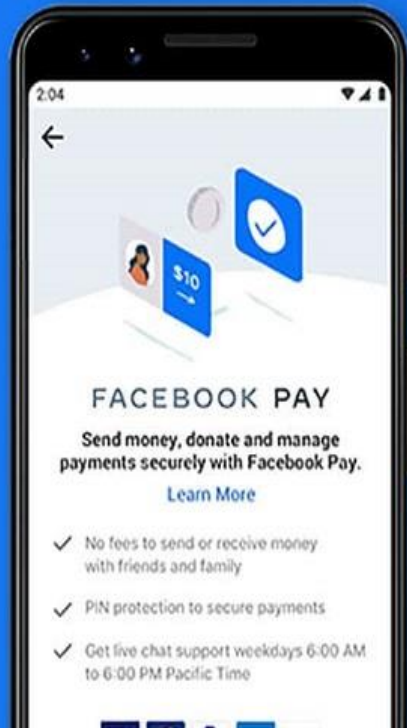 2:04
$10
FACEBOOK PAY
Send money, donate and manage
payments securely with Facebook Pay.
Learn More
No fees to send or receive money
with friends and family
PIN protection to secure payments
Get live chat support weekdays 6:00 AM
to 6:00 PM Pacific Time